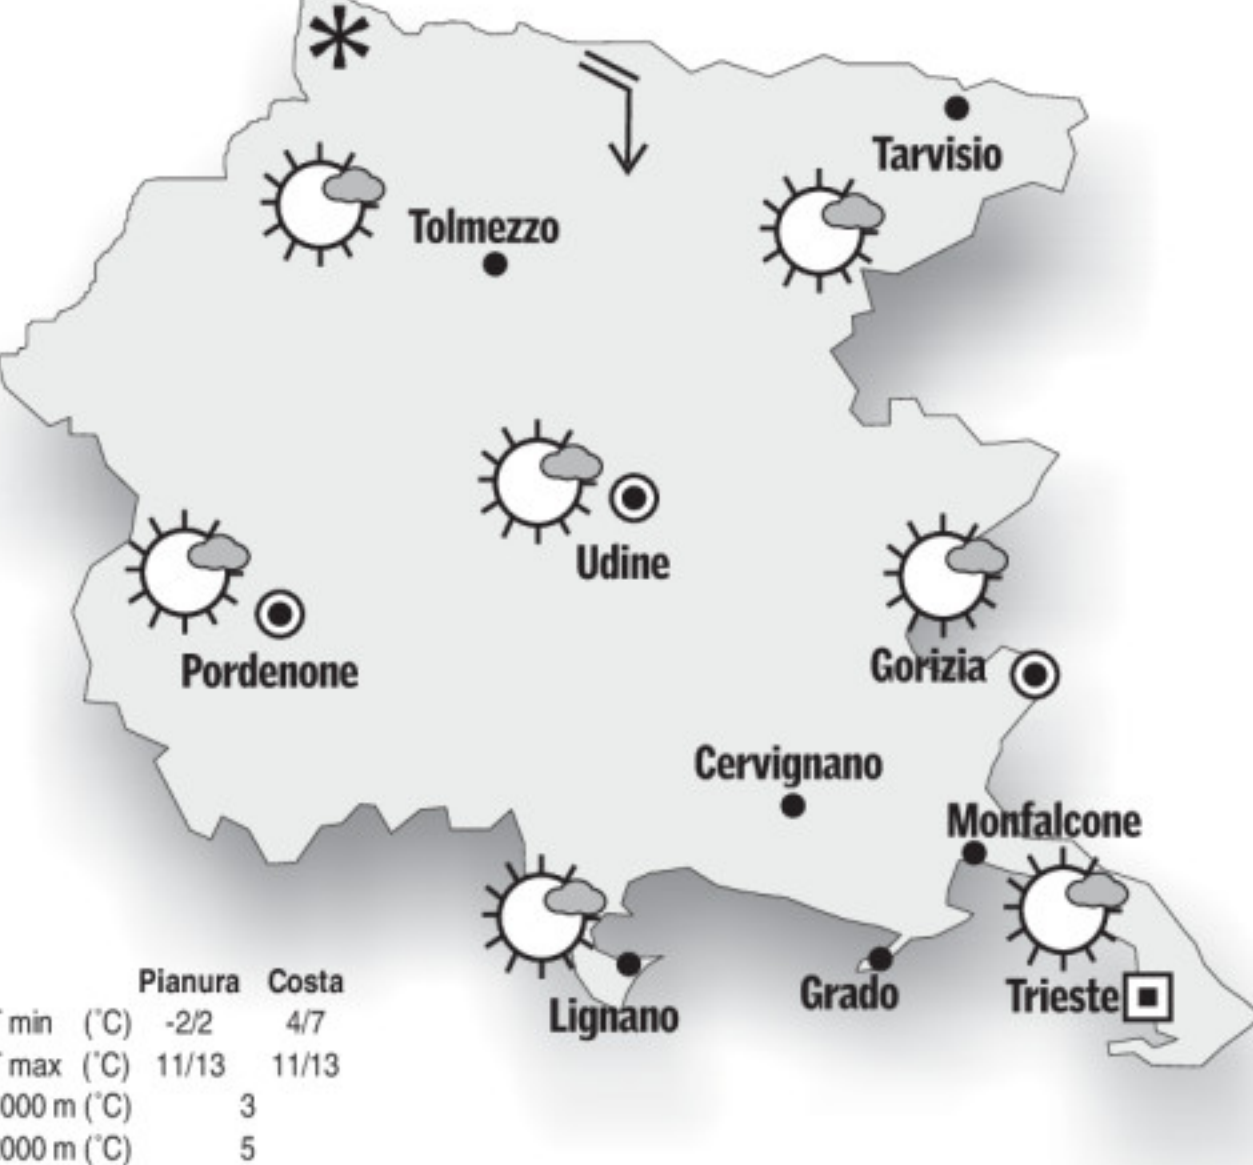 Tarvisio
Tolmezzo
Udine
Pordenone
Gorizia
Cervignano
Monfalcone
Grado
Trieste
Lignano
Pianura Costa
min (°C) -2/2 4/7
max (°C) 11/13 11/13
000 m (°C) 3
000 m (°C) 5